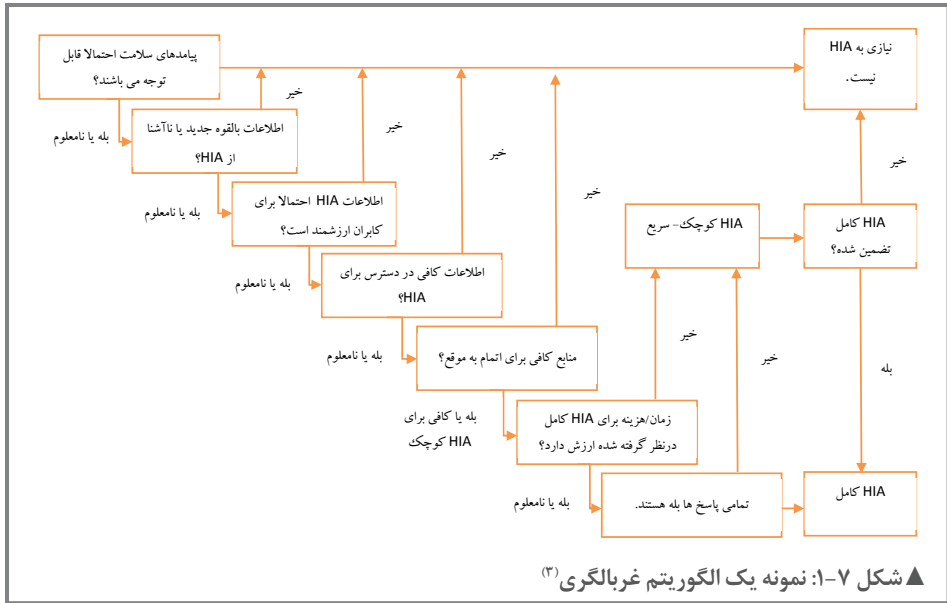 پیامدهای سلامت احتمالا قابل
توجه می باشند؟
نیازی به HIA
نیست.
خیر
بله یا نامعلوم
اطلاعات بالقوه جدید یا ناآشنا
از HIA؟
خیر
خیر
خیر
خیر
خیر
بله یا نامعلوم
اطلاعات HIA احتمالا برای
کابران ارزشمند است؟
HIA کوچک- سریع
HIA کامل
تضمین شده؟
بله یا نامعلوم
اطلاعات کافی در دسترس برای
HIA؟
بله یا نامعلوم
منابع کافی برای اتمام به موقع؟
خیر
خیر
بله
بله یا کافی برای
HIA کوچک
زمان/هزینه برای HIA کامل
درنظر گرفته شده ارزش دارد؟
بله یا نامعلوم
تمامی پاسخ ها بله هستند.
HIA کامل
▲شکل ۷-۱: نمونه یک الگوریتم غربالگری(۳)